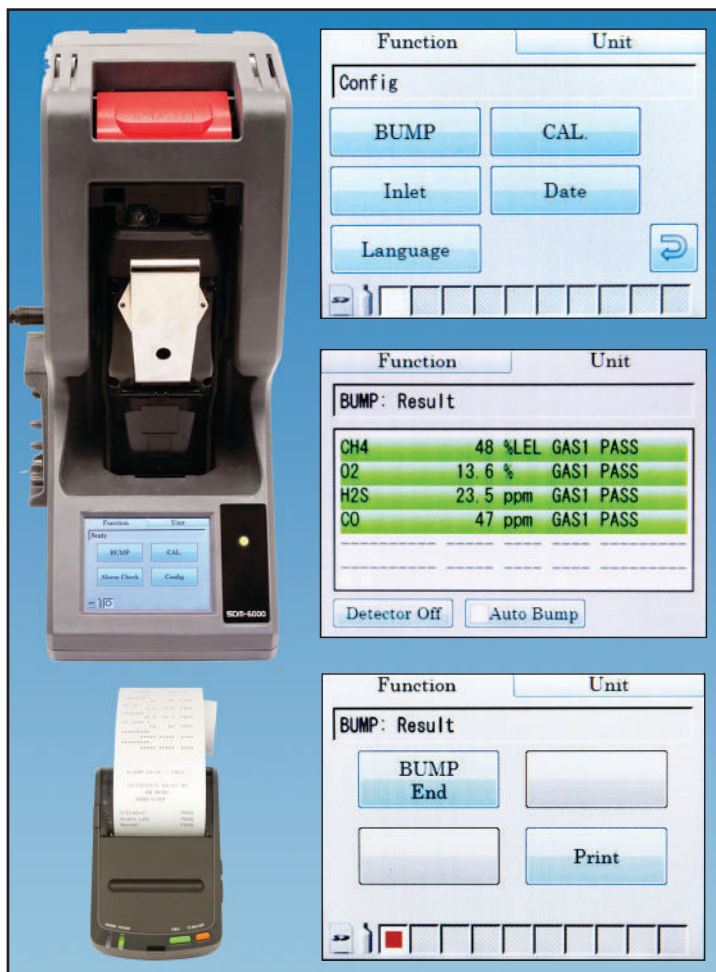 Function Unit
Config
BUMP CAL.
Inlet Date
Language
Function Unit
BUMP: Result
CH4 48 %LEL GAS1 PASS
O2 13.6 % GAS1 PASS
H2S 23.5 ppm GAS1 PASS
CO 47 ppm GAS1 PASS
Detector Off Auto Bump
Function Unit
Ready
BUMP CAL.
Alarm Check Config
SDM-6000
Function Unit
BUMP: Result
BUMP
End
Print